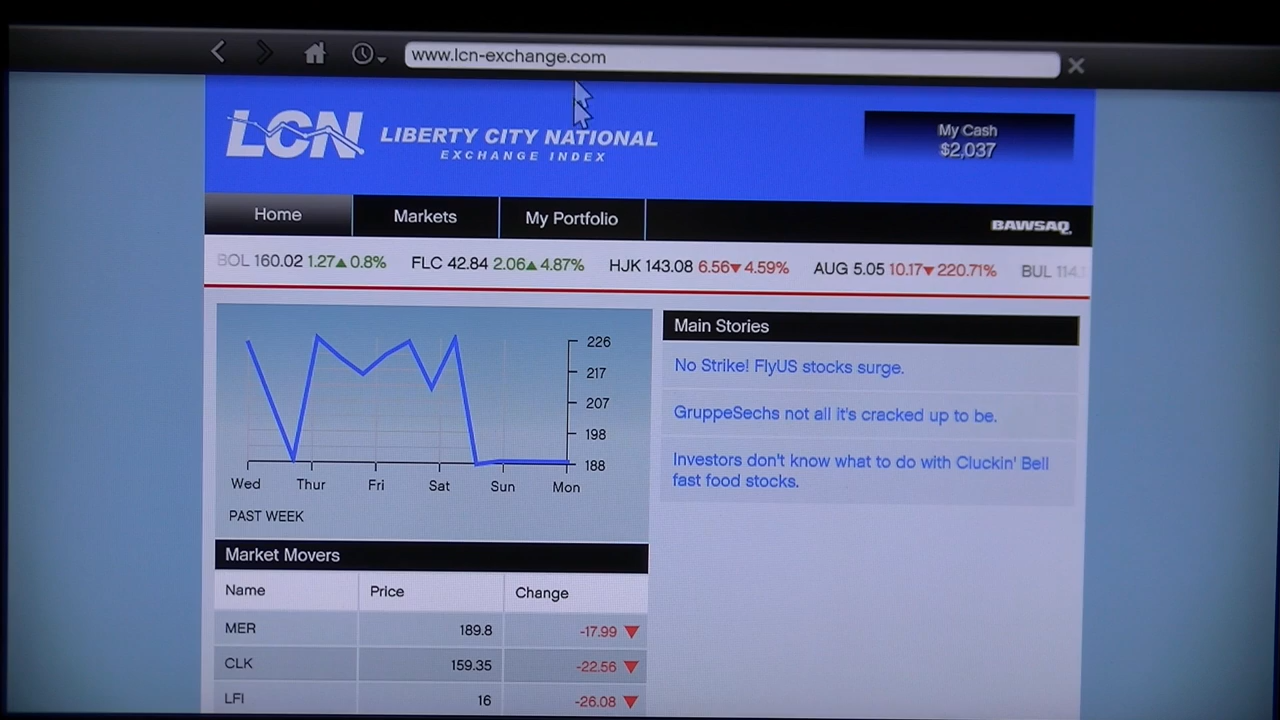 www.lcn-exchange.com
LCN LIBERTY CITY NATIONAL
EXCHANGE INDEX
My Cash
$2,037
Home Markets My Portfolio BAWSAQ
BOL 160.02 1.27▲0.8% FLC 42.84 2.06▲4.87% HJK 143.08 6.56▼4.59% AUG 5.05 10.17▼220.71% BUL
226
217
207
198
188
Wed Thur Fri Sat Sun Mon
PAST WEEK
Main Stories
No Strike! FlyUS stocks surge.
GruppeSechs not all it's cracked up to be.
Investors don't know what to do with Cluckin' Bell
fast food stocks.
Market Movers
Name Price Change
MER 189.8 -17.99 ▼
CLK 159.35 -22.56 ▼
LFI 16 -26.08 ▼